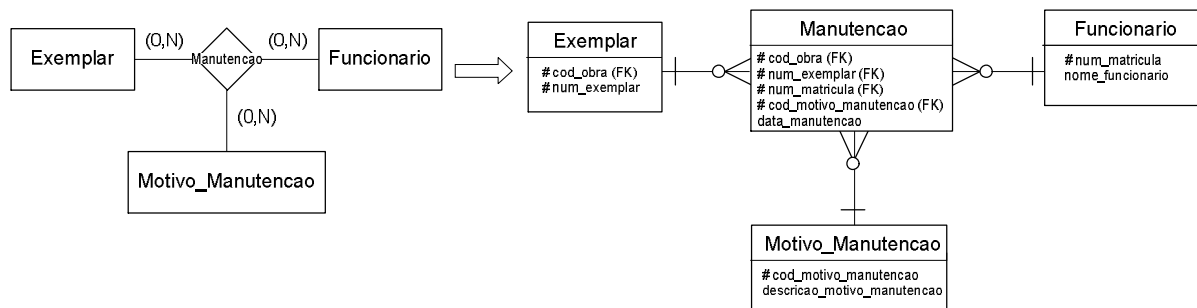 Exemplar
(0,N)
Manutencao
(0,N)
Funcionario
(0,N)
Motivo_Manutencao
Exemplar
# cod_obra (FK)
# num_exemplar
Manutencao
# cod_obra (FK)
# num_exemplar (FK)
# num_matricula (FK)
# cod_motivo_manutencao (FK)
data_manutencao
Funcionario
# num_matricula
nome_funcionario
Motivo_Manutencao
# cod_motivo_manutencao
descricao_motivo_manutencao